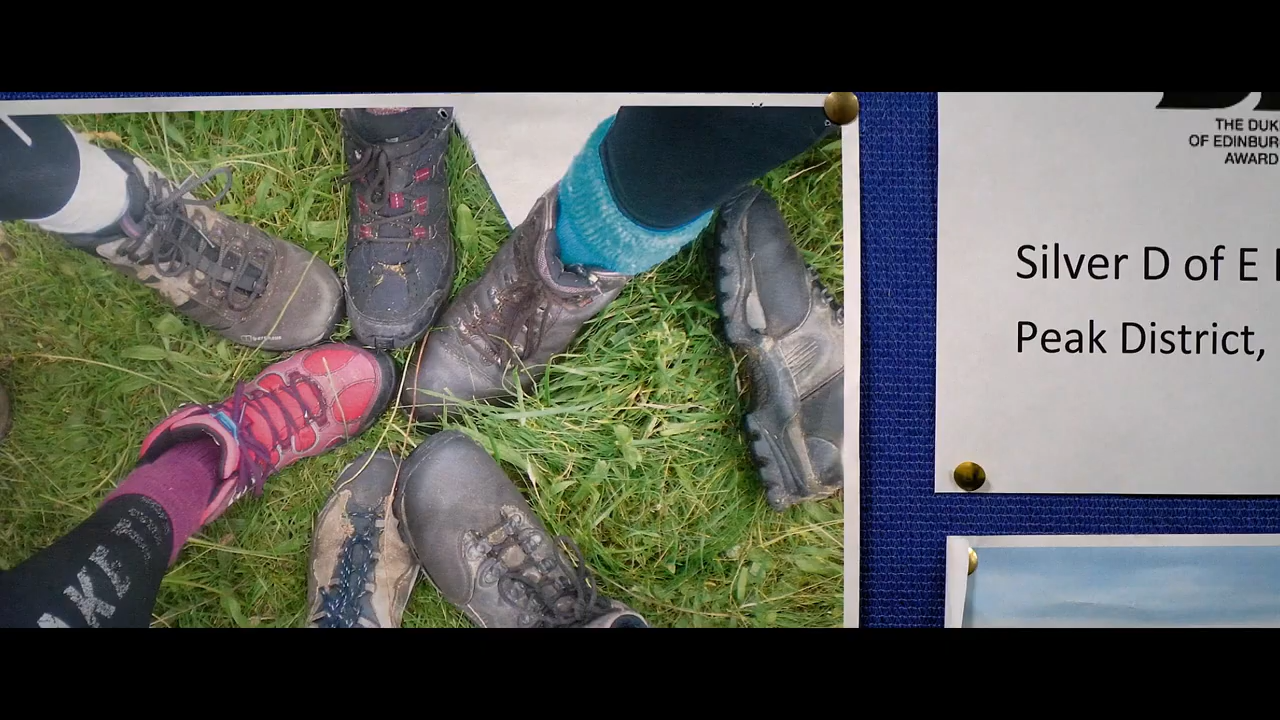 THE DUK
OF EDINBUR
AWARD
Silver D of E
Peak District,